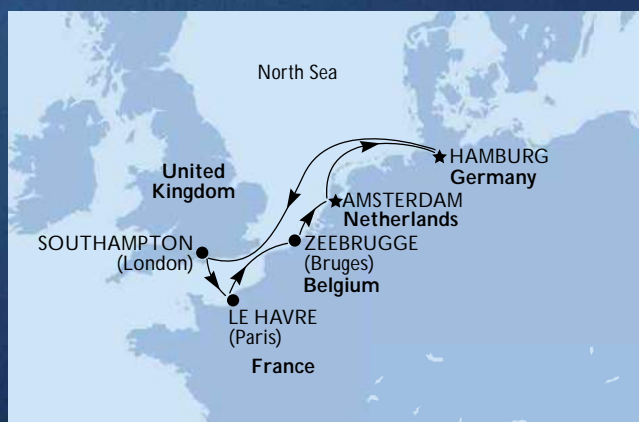 North Sea
United
Kingdom
HAMBURG
Germany
AMSTERDAM
Netherlands
SOUTHAMPTON
(London)
ZEEBRUGGE
(Bruges)
Belgium
LE HAVRE
(Paris)
France